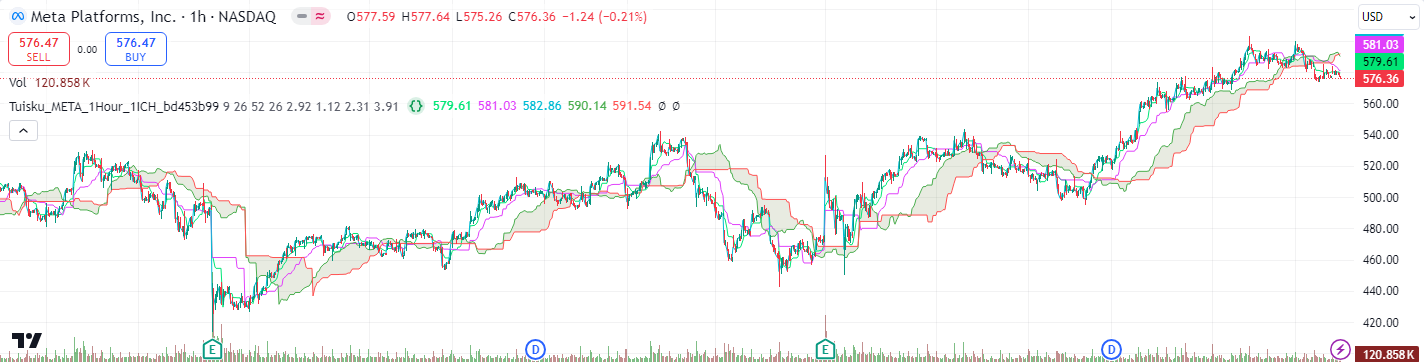 Meta Platforms, Inc. · 1h · NASDAQ O577.59 H577.64 L575.26 C576.36 −1.24 (−0.21%)
USD
576.47 SELL
0.00
576.47 BUY
Vol 120.858K
Tuisku_META_1Hour_1ICH_bd453b99 9 26 52 26 2.92 1.12 2.31 3.91 579.61 581.03 582.86 590.14 591.54 ∅ ∅
581.03
579.61
576.36
560.00
540.00
520.00
500.00
480.00
460.00
440.00
420.00
120.858K
E
D
E
D